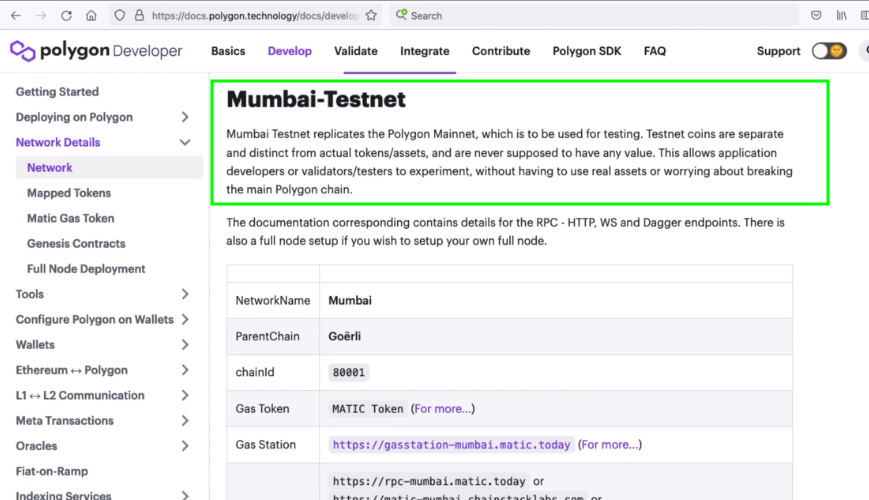 https://docs.polygon.technology/docs/develop
Search
polygon Developer
Basics
Develop
Validate
Integrate
Contribute
Polygon SDK
FAQ
Support
Getting Started
Deploying on Polygon
Network Details
Network
Mapped Tokens
Matic Gas Token
Genesis Contracts
Full Node Deployment
Tools
Configure Polygon on Wallets
Wallets
Ethereum ↔ Polygon
L1 ↔ L2 Communication
Meta Transactions
Oracles
Fiat-on-Ramp
Indexing Services
Mumbai-Testnet
Mumbai Testnet replicates the Polygon Mainnet, which is to be used for testing. Testnet coins are separate
and distinct from actual tokens/assets, and are never supposed to have any value. This allows application
developers or validators/testers to experiment, without having to use real assets or worrying about breaking
the main Polygon chain.
The documentation corresponding contains details for the RPC - HTTP, WS and Dagger endpoints. There is
also a full node setup if you wish to setup your own full node.
NetworkName Mumbai
ParentChain Goërli
chainId 80001
Gas Token MATIC Token (For more...)
Gas Station https://gasstation-mumbai.matic.today (For more...)
https://rpc-mumbai.matic.today or
https://matic-mumbai.chainstacklabs.com or